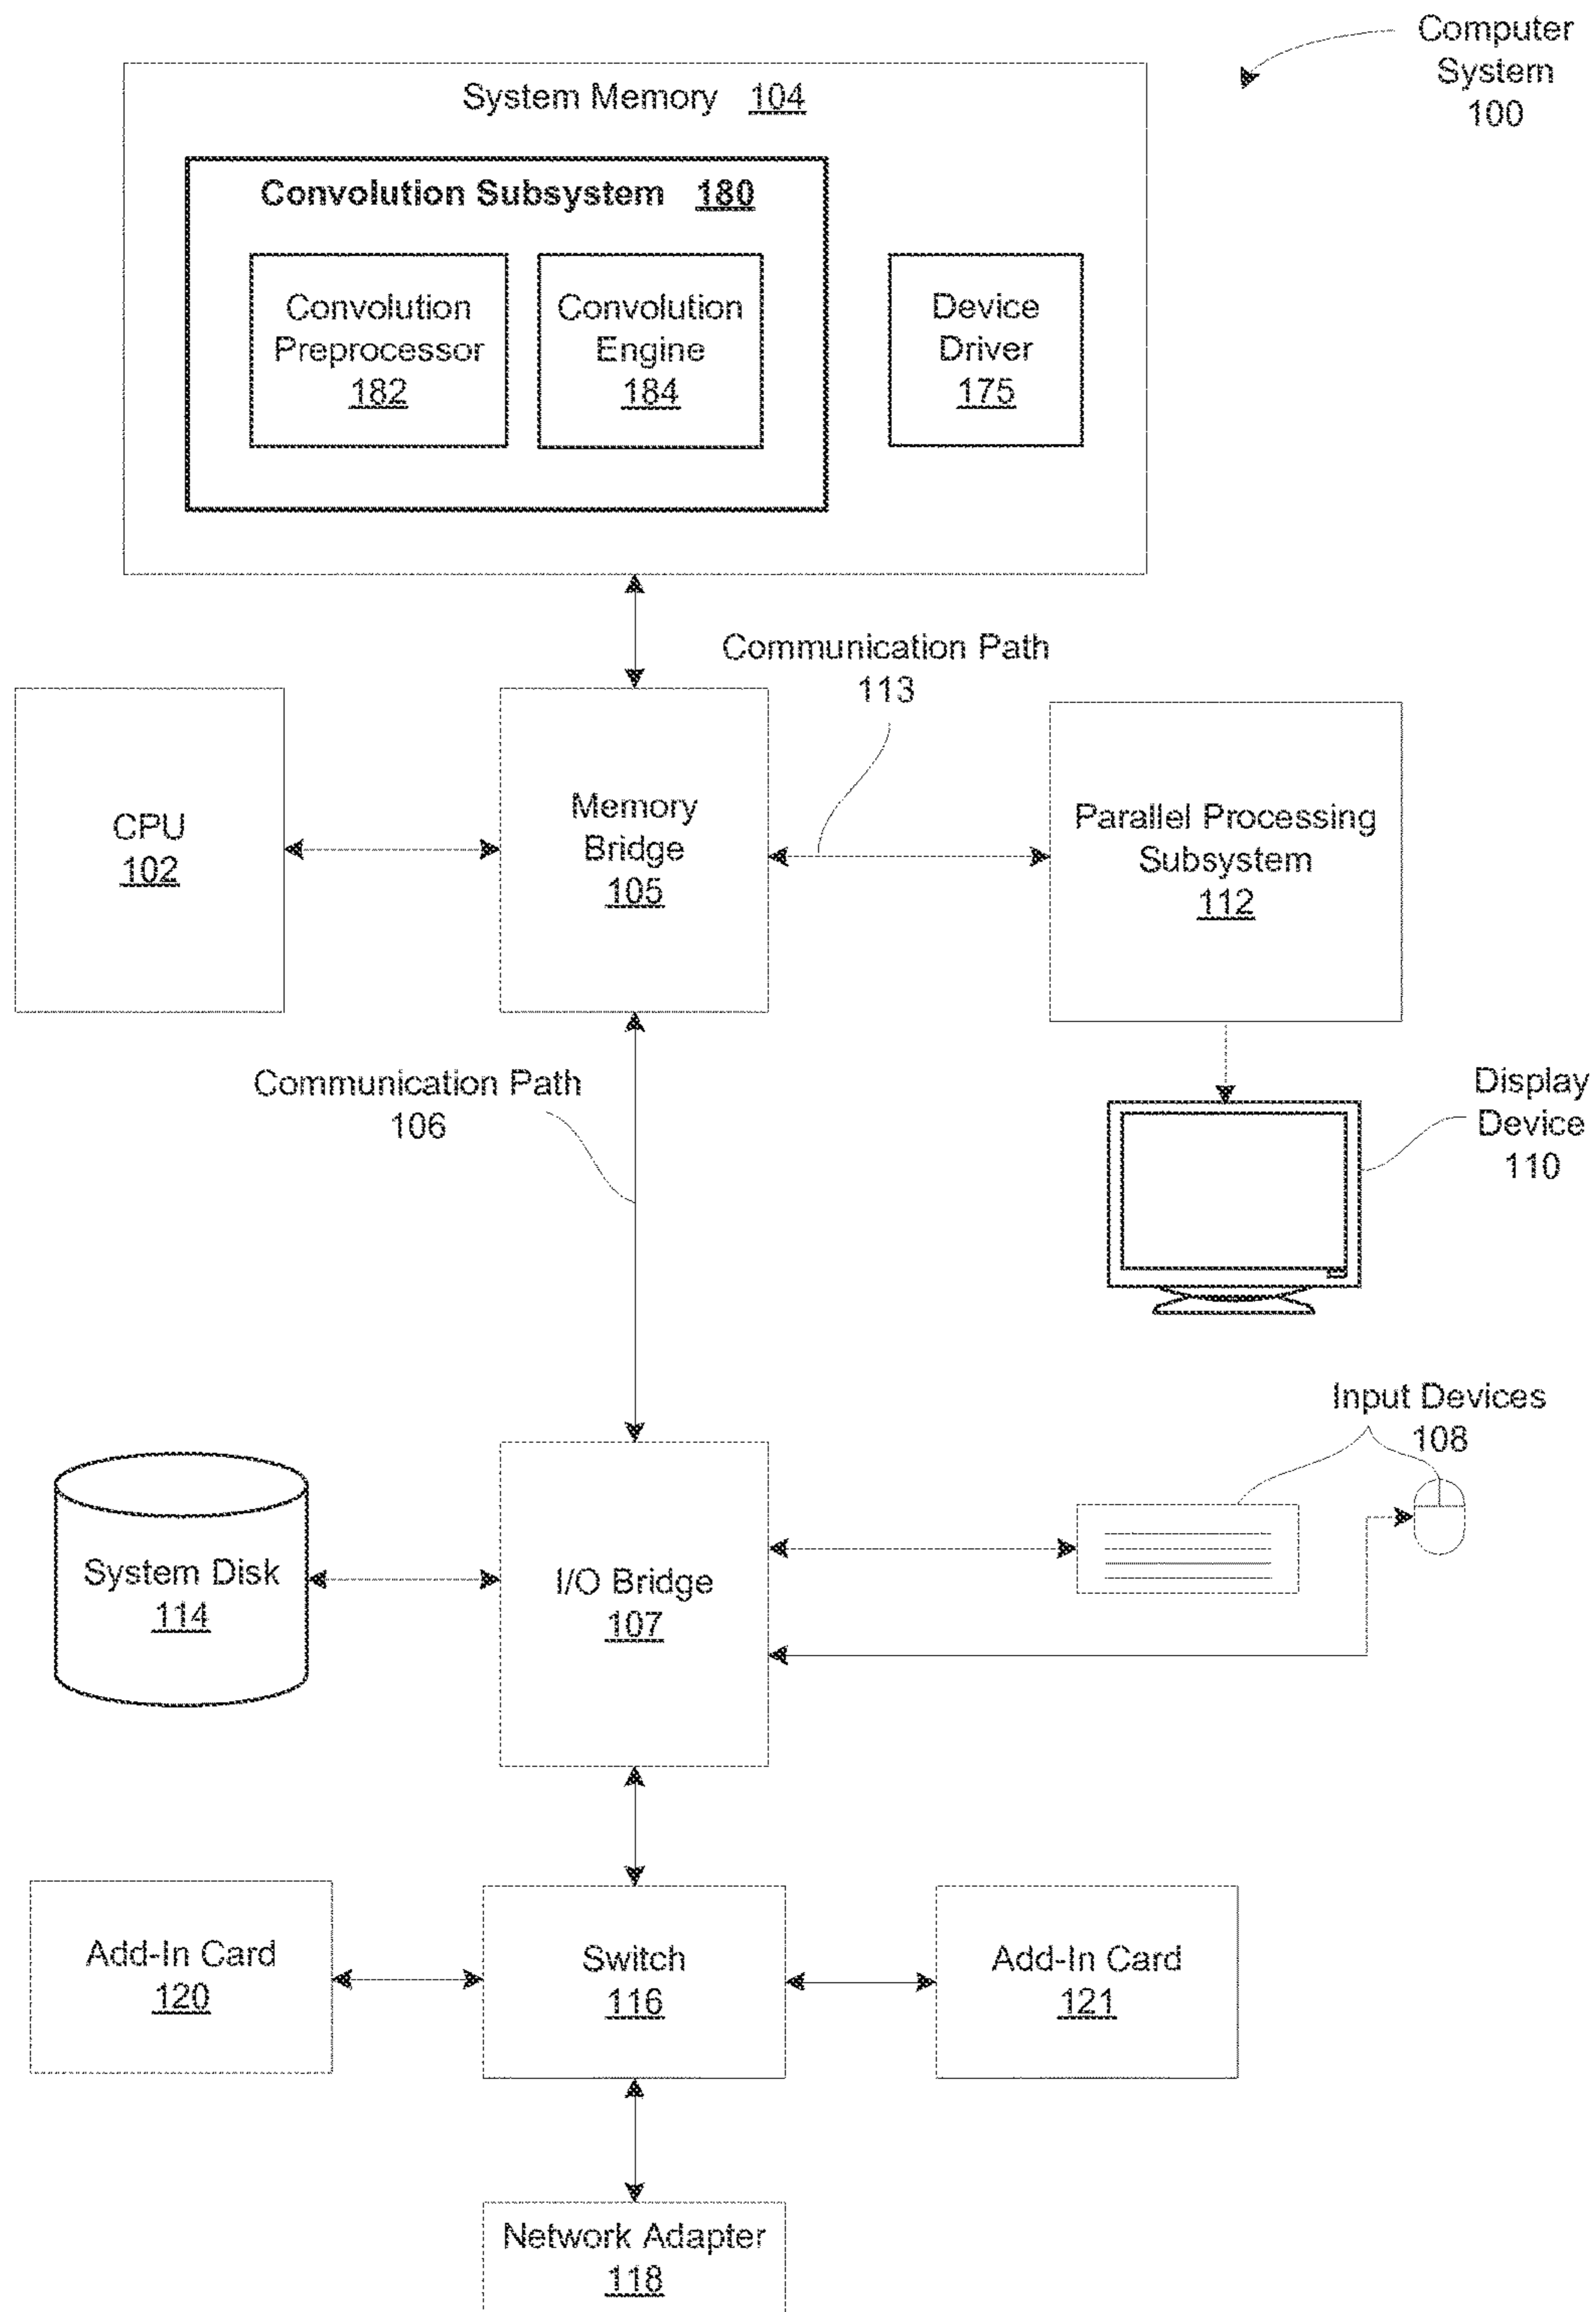 Computer
System
100
System Memory 104
Convolution Subsystem 180
Convolution
Preprocessor
182
Convolution
Engine
184
Device
Driver
175
Communication Path
113
CPU
102
Memory
Bridge
105
Parallel Processing
Subsystem
112
Communication Path
106
Display
Device
110
Input Devices
108
System Disk
114
I/O Bridge
107
Add-In Card
120
Switch
116
Add-In Card
121
Network Adapter
118